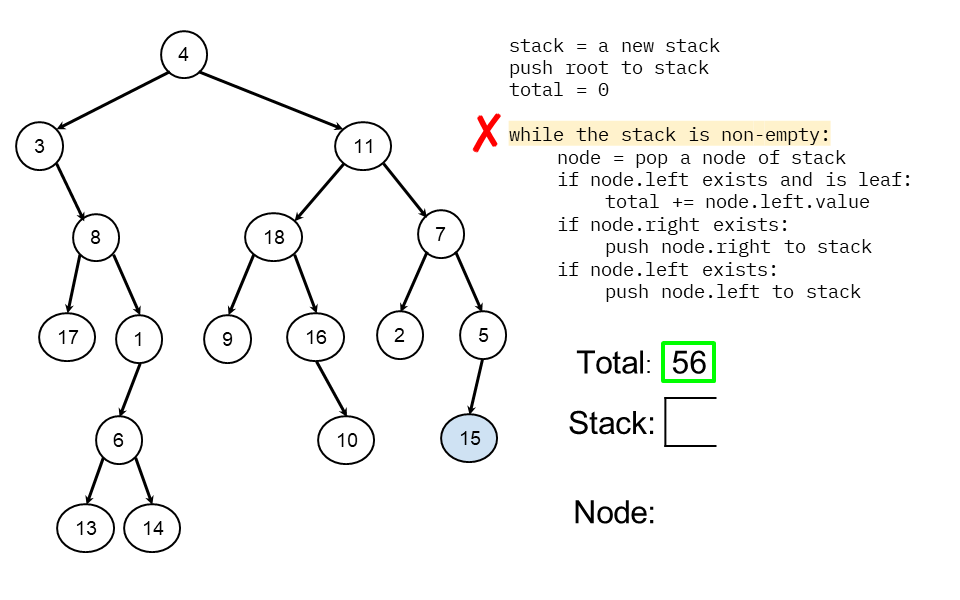 4
3
11
8
18
7
17
1
9
16
2
5
6
10
15
13
14
stack = a new stack
push root to stack
total = 0
✗ while the stack is non-empty:
node = pop a node of stack
if node.left exists and is leaf:
total += node.left.value
if node.right exists:
push node.right to stack
if node.left exists:
push node.left to stack
Total: 56
Stack:
Node: